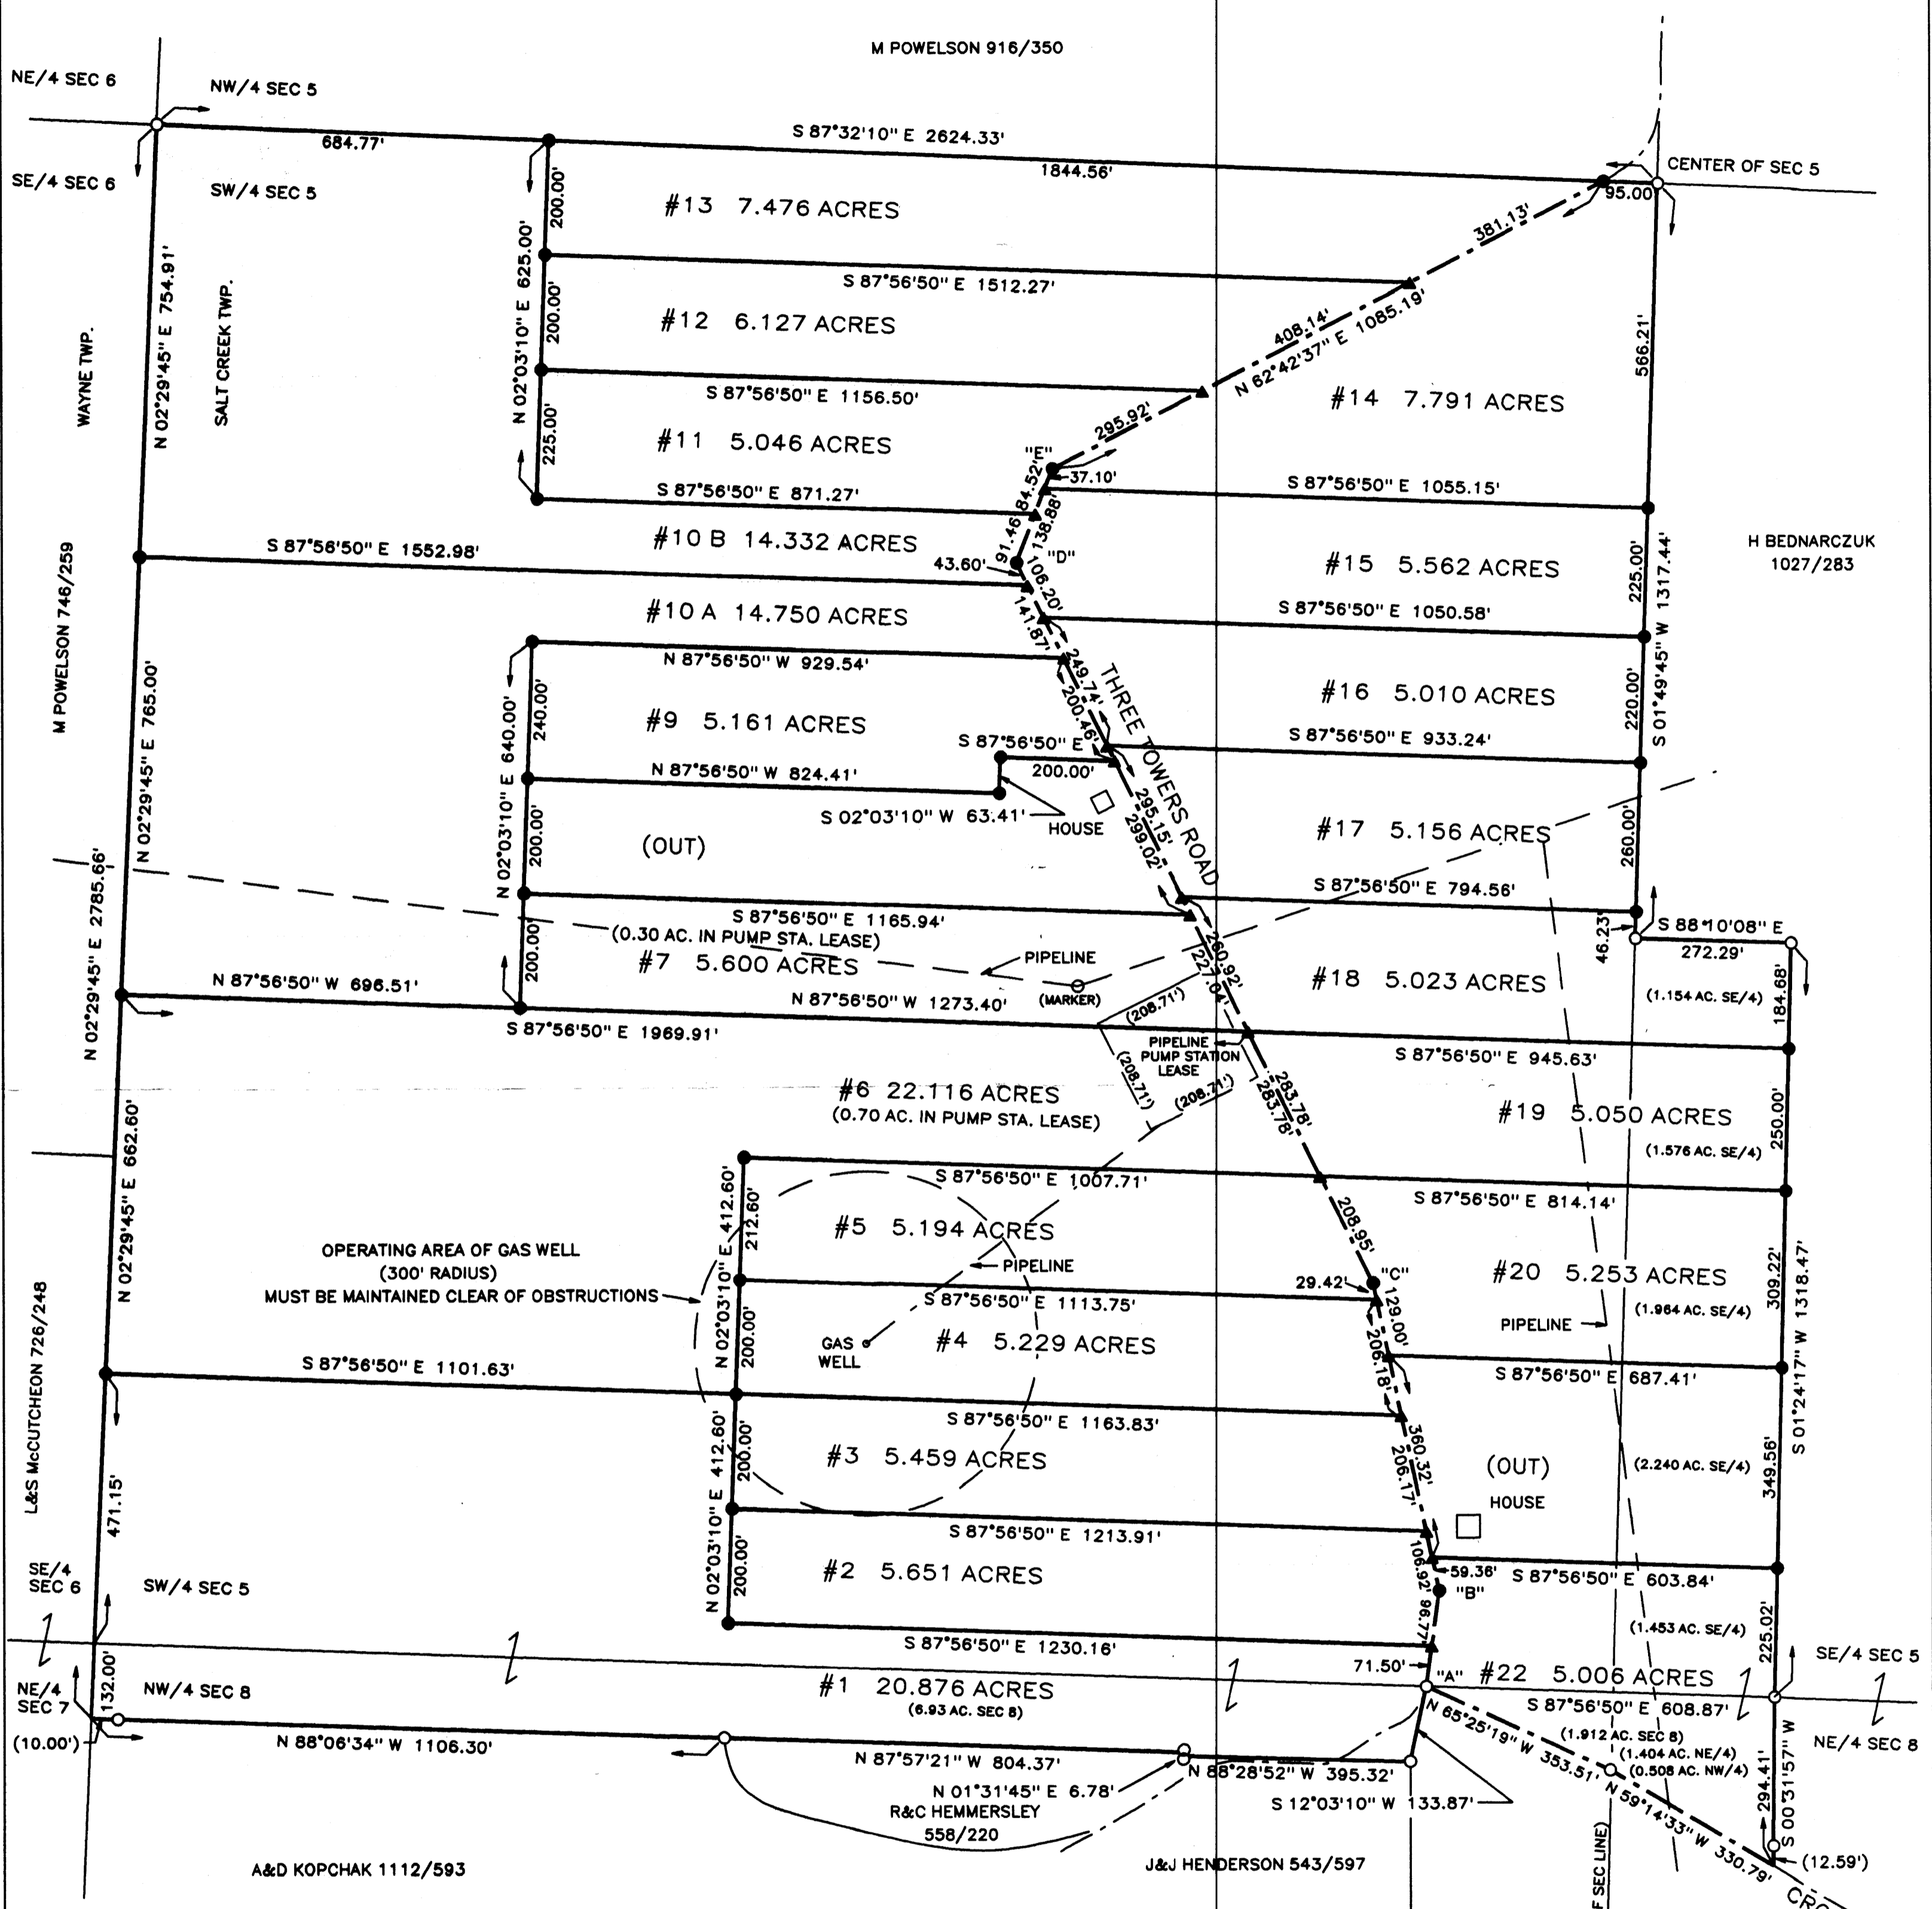 M POWELSON 916/350
NE/4 SEC 6
NW/4 SEC 5
S 87°32'10" E 2624.33'
684.77'
1844.56'
CENTER OF SEC 5
95.00'
SE/4 SEC 6
SW/4 SEC 5
200.00'
#13 7.476 ACRES
381.13'
N 02°29'45" E 754.91'
WAYNE TWP.
SALT CREEK TWP.
N 02°03'10" E 625.00'
S 87°56'50" E 1512.27'
200.00'
#12 6.127 ACRES
408.14'
N 62°42'37" E 1085.19'
566.21'
S 87°56'50" E 1156.50'
#14 7.791 ACRES
225.00'
#11 5.046 ACRES
295.92'
"E"
37.10'
84.52'
S 87°56'50" E 871.27'
S 87°56'50" E 1055.15'
138.88'
91.46'
#10 B 14.332 ACRES
"D"
43.60'
S 87°56'50" E 1552.98'
M POWELSON 746/259
H BEDNARCZUK
1027/283
#15 5.562 ACRES
225.00'
S 01°49'45" W 1317.44'
106.20'
141.87'
#10 A 14.750 ACRES
S 87°56'50" E 1050.58'
N 87°56'50" W 929.54'
249.74'
200.46'
THREE TOWERS ROAD
#16 5.010 ACRES
220.00'
N 02°29'45" E 765.00'
N 02°03'10" E 640.00'
240.00'
#9 5.161 ACRES
S 87°56'50" E
200.00'
S 87°56'50" E 933.24'
N 87°56'50" W 824.41'
S 02°03'10" W 63.41'
HOUSE
295.15'
299.02'
#17 5.156 ACRES
260.00'
200.00'
(OUT)
S 87°56'50" E 794.56'
S 87°56'50" E 1165.94'
(0.30 AC. IN PUMP STA. LEASE)
200.00'
#7 5.600 ACRES
PIPELINE
(MARKER)
260.92'
227.04'
46.23'
S 88°10'08" E
272.29'
#18 5.023 ACRES
(1.154 AC. SE/4)
184.68'
N 02°29'45" E 2785.66'
N 87°56'50" W 696.51'
N 87°56'50" W 1273.40'
S 87°56'50" E 1969.91'
(208.71')
PIPELINE
PUMP STATION
LEASE
(208.71')
(208.71')
S 87°56'50" E 945.63'
#6 22.116 ACRES
(0.70 AC. IN PUMP STA. LEASE)
283.78'
283.78'
#19 5.050 ACRES
(1.576 AC. SE/4)
250.00'
N 02°29'45" E 662.60'
S 87°56'50" E 1007.71'
S 87°56'50" E 814.14'
N 02°03'10" E 412.60'
212.60'
#5 5.194 ACRES
208.95'
OPERATING AREA OF GAS WELL
(300' RADIUS)
MUST BE MAINTAINED CLEAR OF OBSTRUCTIONS
PIPELINE
"C"
29.42'
#20 5.253 ACRES
(1.964 AC. SE/4)
309.22'
S 01°24'17" W 1318.47'
L&S McCUTCHEON 726/248
S 87°56'50" E 1113.75'
200.00'
GAS
WELL
#4 5.229 ACRES
129.00'
206.18'
PIPELINE
S 87°56'50" E 1101.63'
S 87°56'50" E 687.41'
S 87°56'50" E 1163.83'
N 02°03'10" E 412.60'
200.00'
#3 5.459 ACRES
360.32'
206.17'
(OUT)
HOUSE
(2.240 AC. SE/4)
349.56'
471.15'
S 87°56'50" E 1213.91'
200.00'
#2 5.651 ACRES
106.92'
59.36'
S 87°56'50" E 603.84'
"B"
96.77'
SE/4
SEC 6
SW/4 SEC 5
S 87°56'50" E 1230.16'
(1.453 AC. SE/4)
225.02'
SE/4 SEC 5
71.50'
"A"
#22 5.006 ACRES
NE/4
SEC 7
132.00'
NW/4 SEC 8
#1 20.876 ACRES
(6.93 AC. SEC 8)
S 87°56'50" E 608.87'
(1.912 AC. SEC 8)
(1.404 AC. NE/4)
(0.508 AC. NW/4)
NE/4 SEC 8
(10.00')
N 88°06'34" W 1106.30'
N 87°57'21" W 804.37'
N 88°28'52" W 395.32'
N 65°25'19" W 353.51'
N 01°31'45" E 6.78'
S 12°03'10" W 133.87'
R&C HEMMERSLEY
558/220
N 59°14'33" W 330.79'
294.41'
S 00°31'57" W
(12.59')
A&D KOPCHAK 1112/593
J&J HENDERSON 543/597
F SEC LINE)
CRO